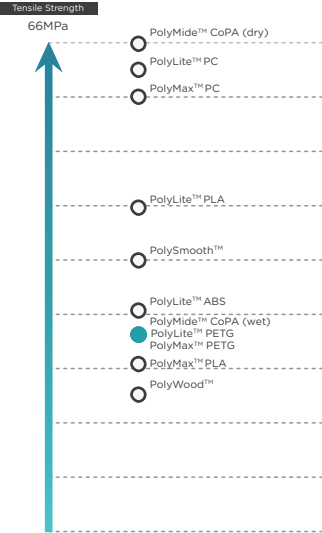 Tensile Strength
66MPa
PolyMide™ CoPA (dry)
PolyLite™ PC
PolyMax™ PC
PolyLite™ PLA
PolySmooth™
PolyLite™ ABS
PolyMide™ CoPA (wet)
PolyLite™ PETG
PolyMax™ PETG
PolyMax™ PLA
PolyWood™